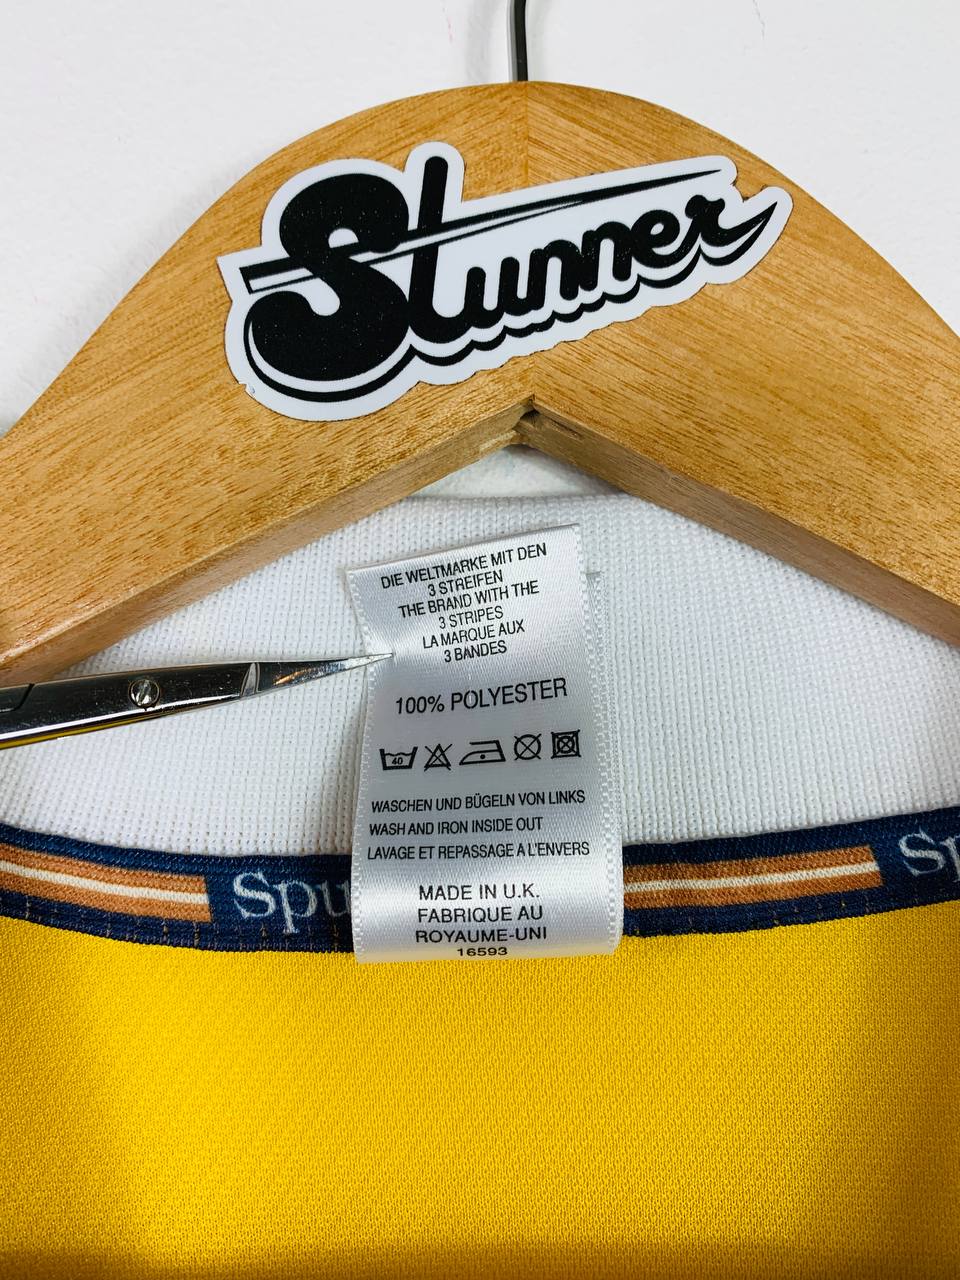 Stunner
DIE WELTMARKE MIT DEN
3 STREIFEN
THE BRAND WITH THE
3 STRIPES
LA MARQUE AUX
3 BANDES
100% POLYESTER
40
WASCHEN UND BÜGELN VON LINKS
WASH AND IRON INSIDE OUT
LAVAGE ET REPASSAGE A L'ENVERS
Spu
Sp
MADE IN U.K.
FABRIQUE AU
ROYAUME-UNI
16593